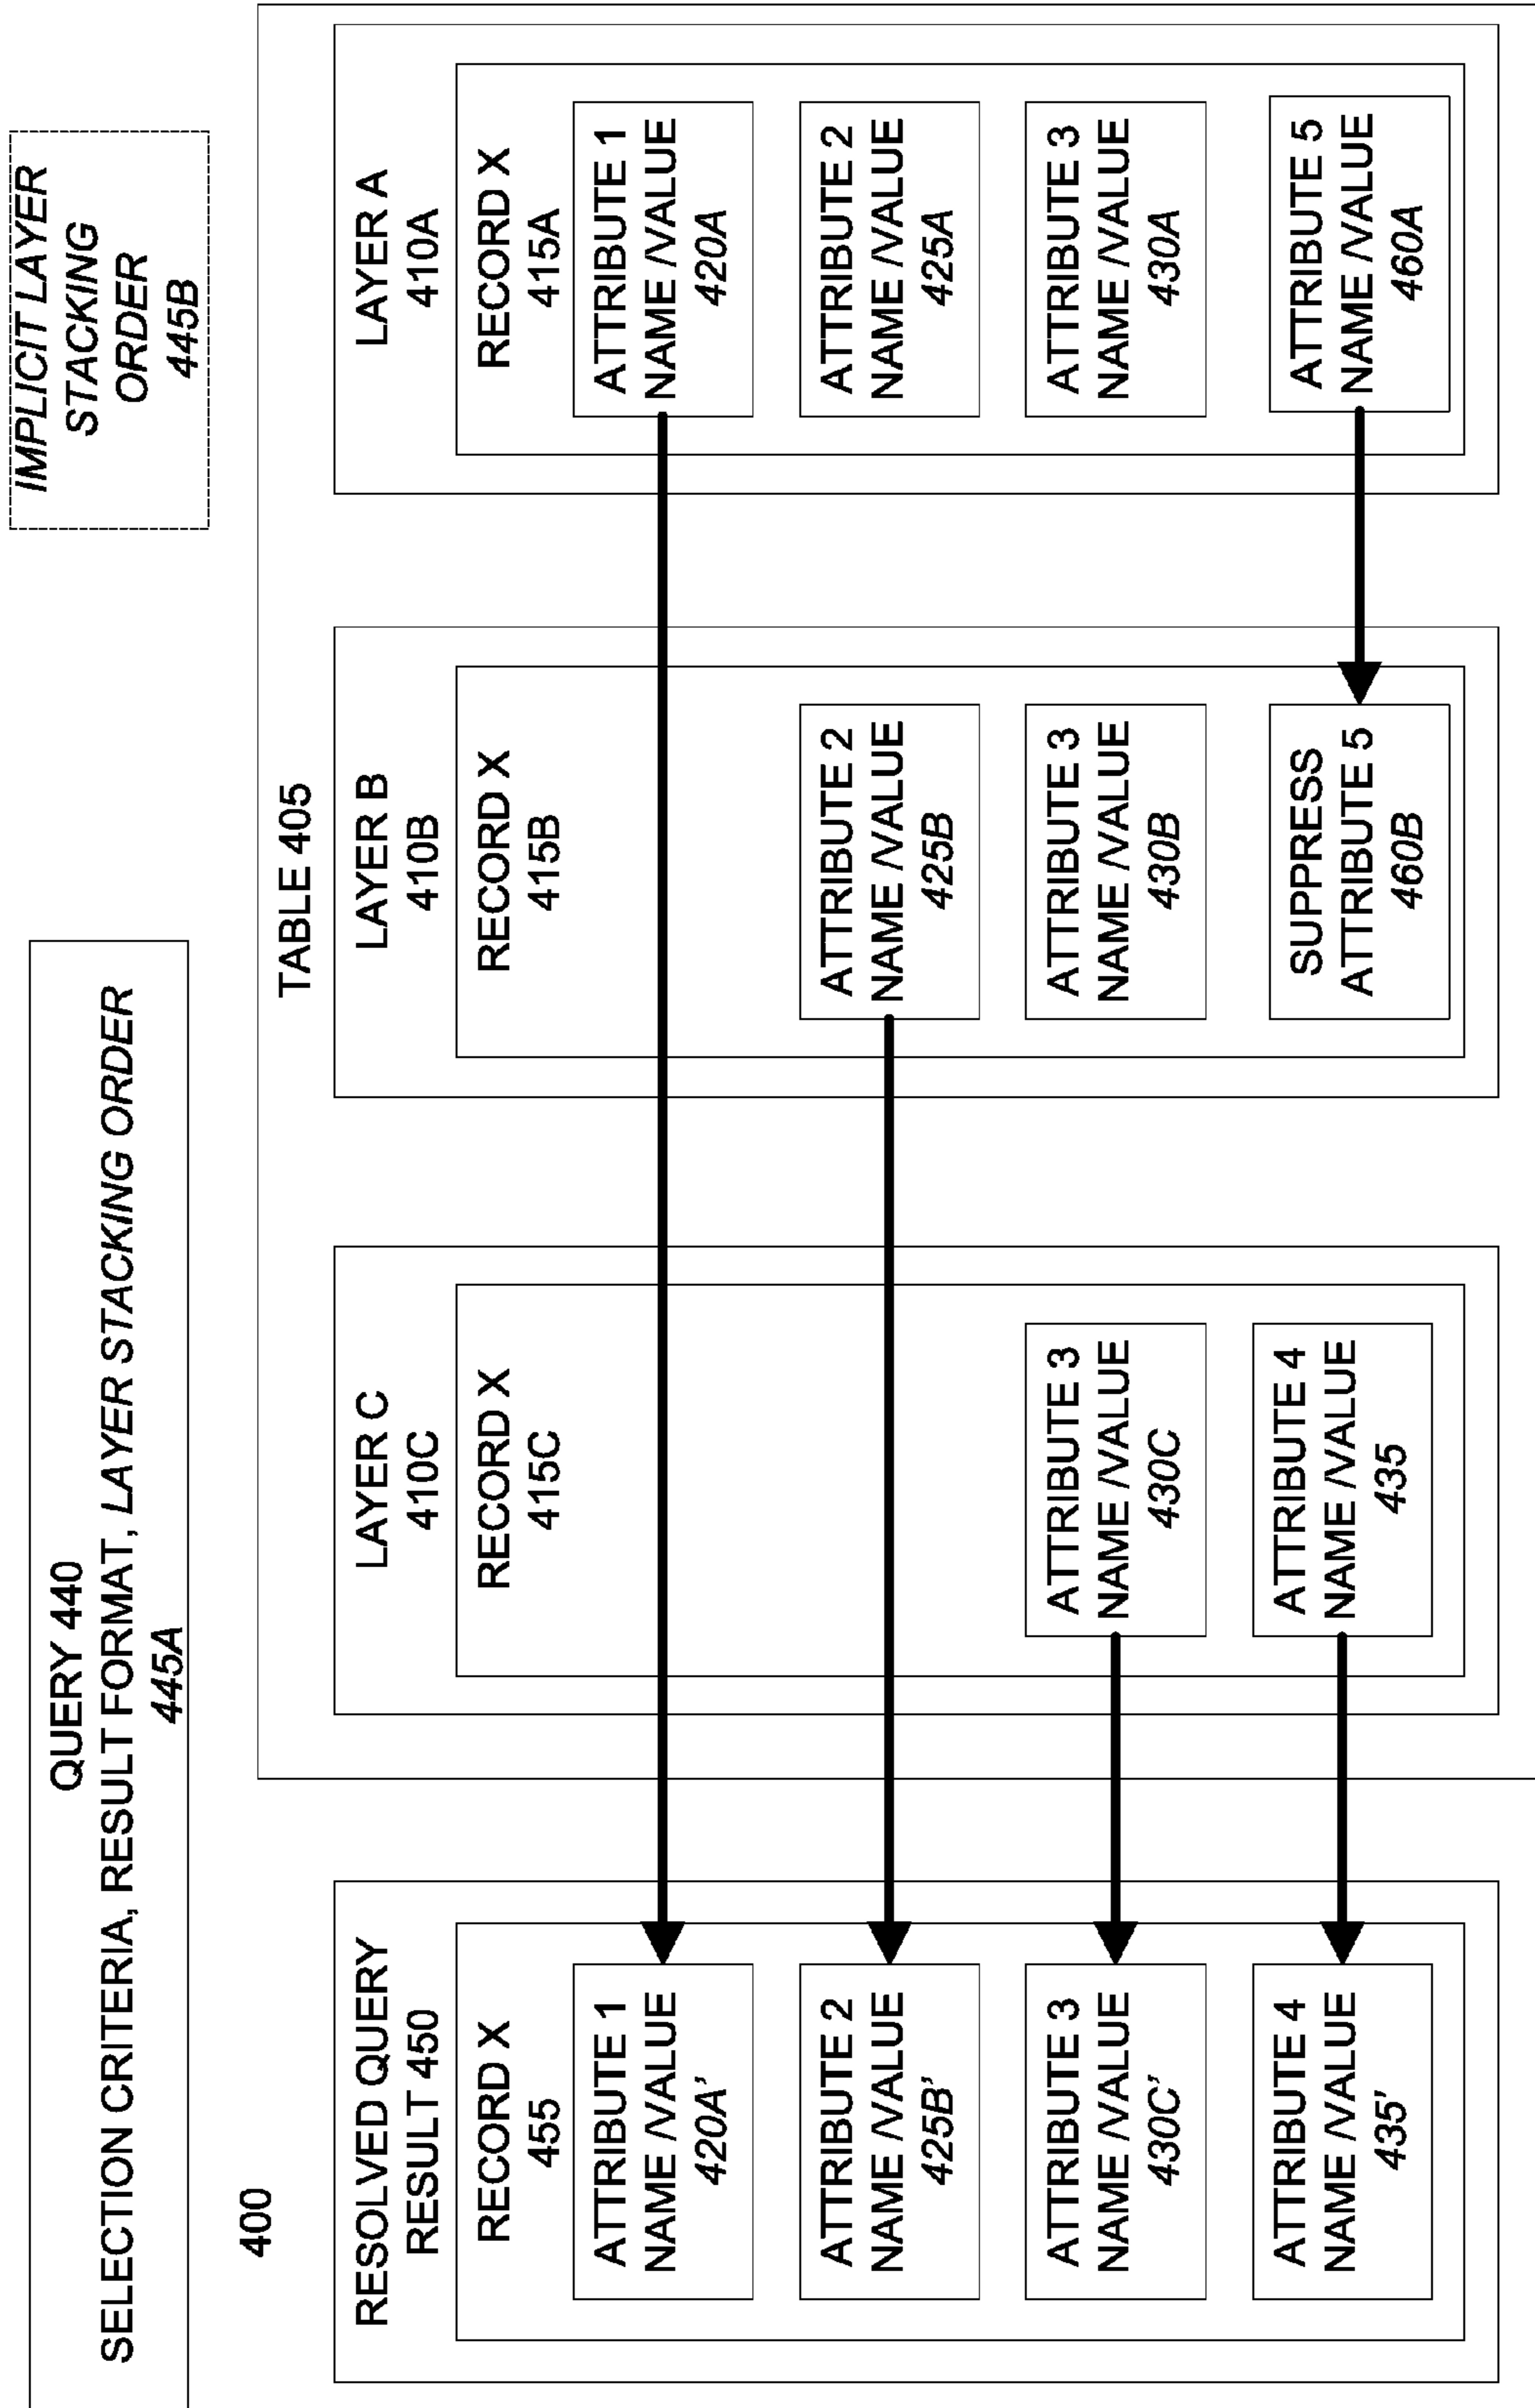 QUERY 440
SELECTION CRITERIA, RESULT FORMAT, LAYER STACKING ORDER
445A
IMPLICIT LAYER
STACKING
ORDER
445B
400
TABLE 405
RESOLVED QUERY
RESULT 450
RECORD X
455
ATTRIBUTE 1
NAME /VALUE
420A'
ATTRIBUTE 2
NAME /VALUE
425B'
ATTRIBUTE 3
NAME /VALUE
430C'
ATTRIBUTE 4
NAME /VALUE
435'
LAYER C
410C
RECORD X
415C
ATTRIBUTE 3
NAME /VALUE
430C
ATTRIBUTE 4
NAME /VALUE
435
LAYER B
410B
RECORD X
415B
ATTRIBUTE 2
NAME /VALUE
425B
ATTRIBUTE 3
NAME /VALUE
430B
SUPPRESS
ATTRIBUTE 5
460B
LAYER A
410A
RECORD X
415A
ATTRIBUTE 1
NAME /VALUE
420A
ATTRIBUTE 2
NAME /VALUE
425A
ATTRIBUTE 3
NAME /VALUE
430A
ATTRIBUTE 5
NAME /VALUE
460A